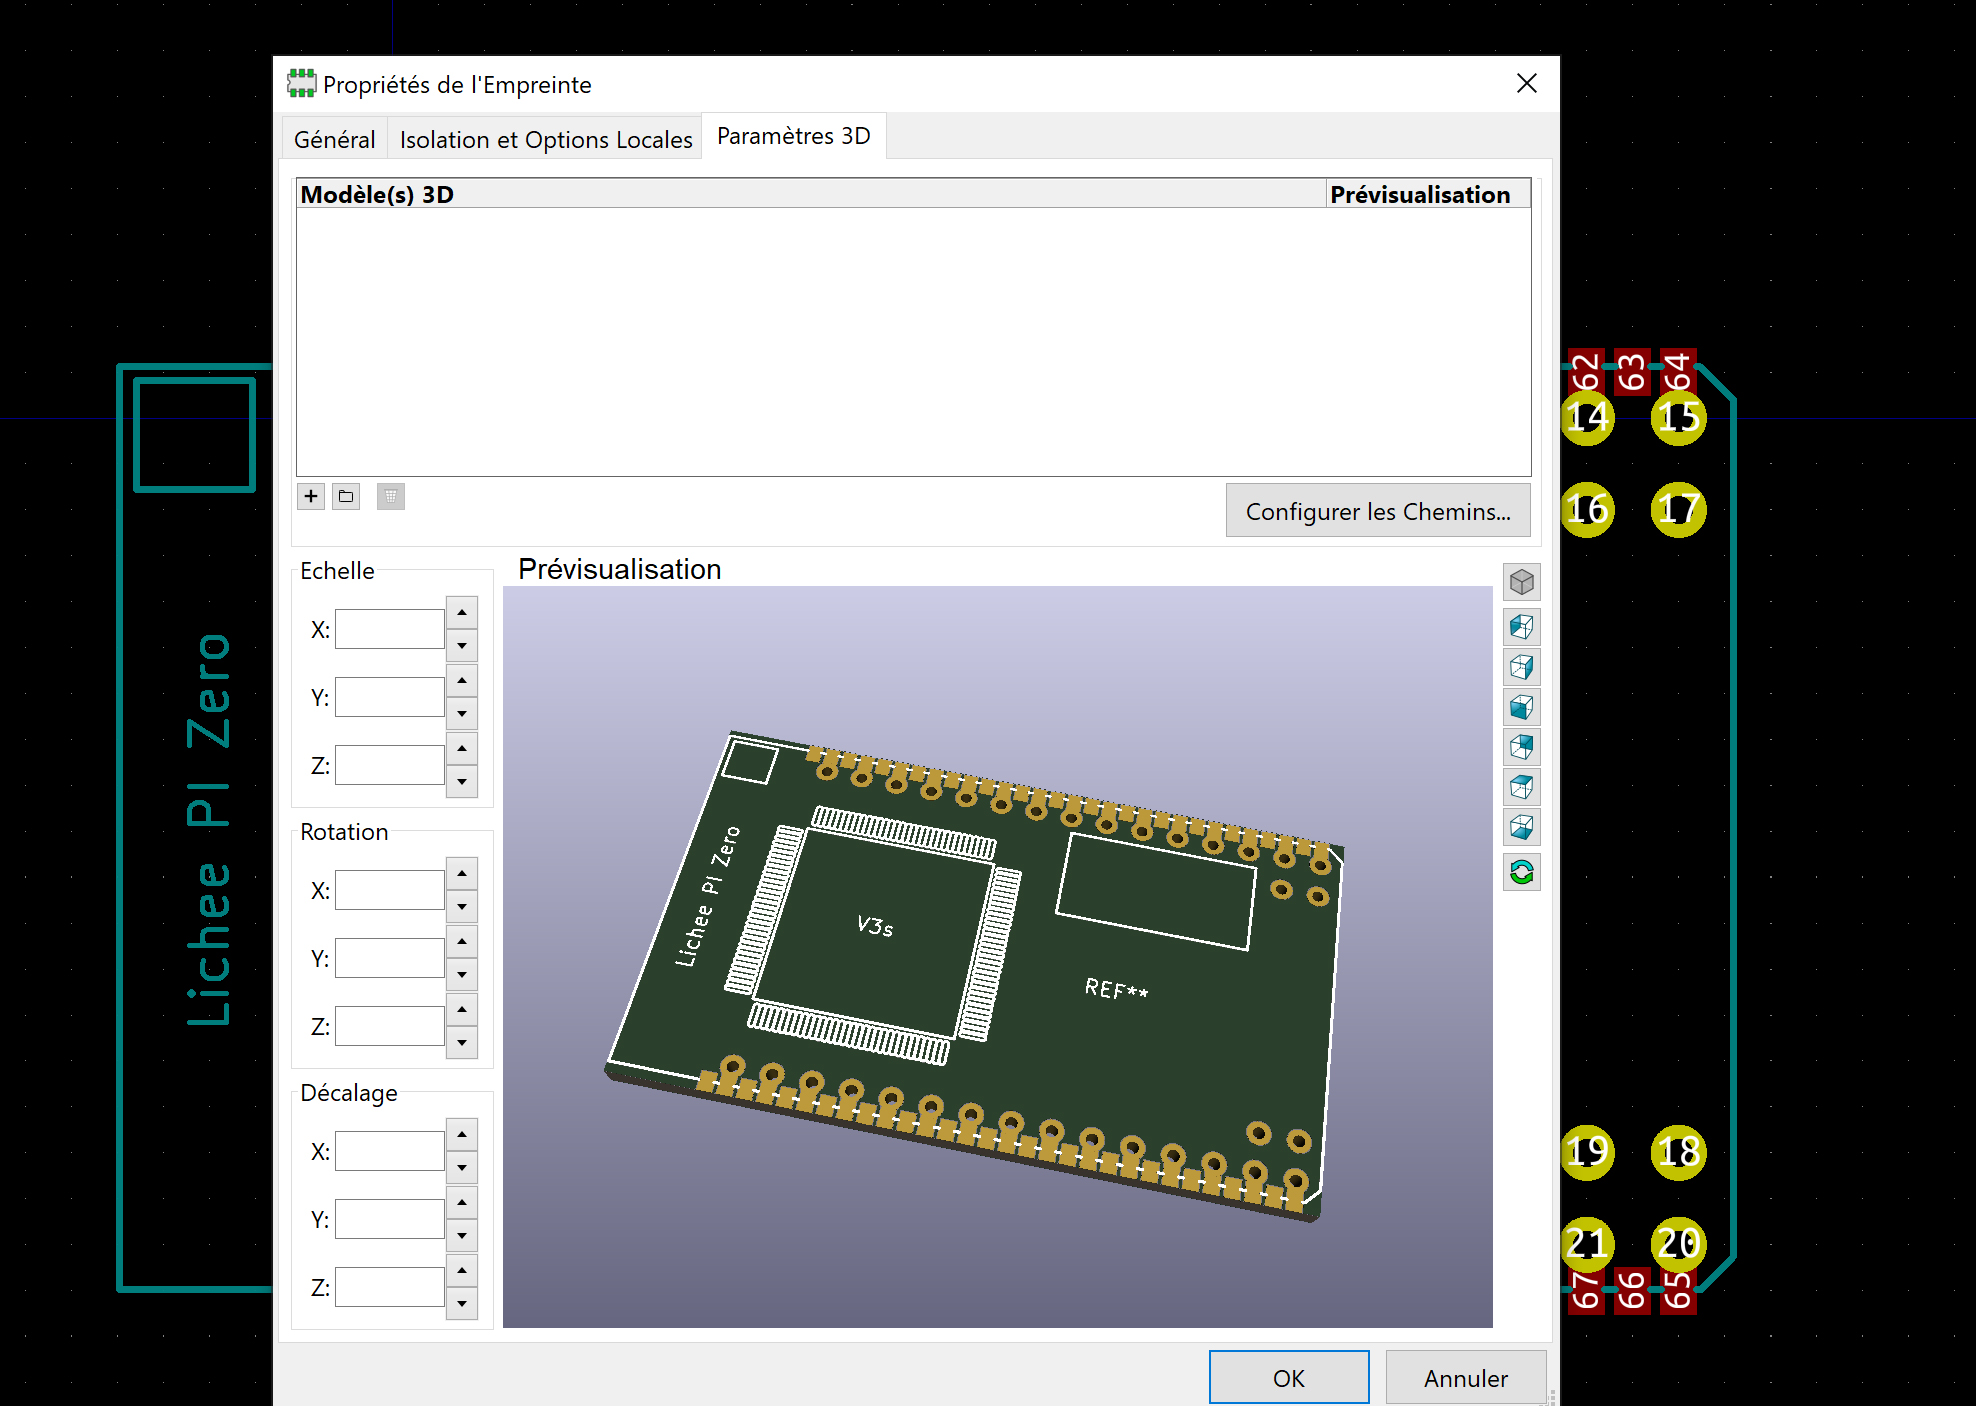 Propriétés de l'Empreinte
Général
Isolation et Options Locales
Paramètres 3D
Modèle(s) 3D
Prévisualisation
Configurer les Chemins...
Echelle
X:
Y:
Z:
Rotation
X:
Y:
Z:
Décalage
X:
Y:
Z:
Prévisualisation
Lichee PI Zero
V3s
REF**
OK
Annuler
Lichee PI Zero
62
63
64
14
15
16
17
19
18
21
20
67
66
65